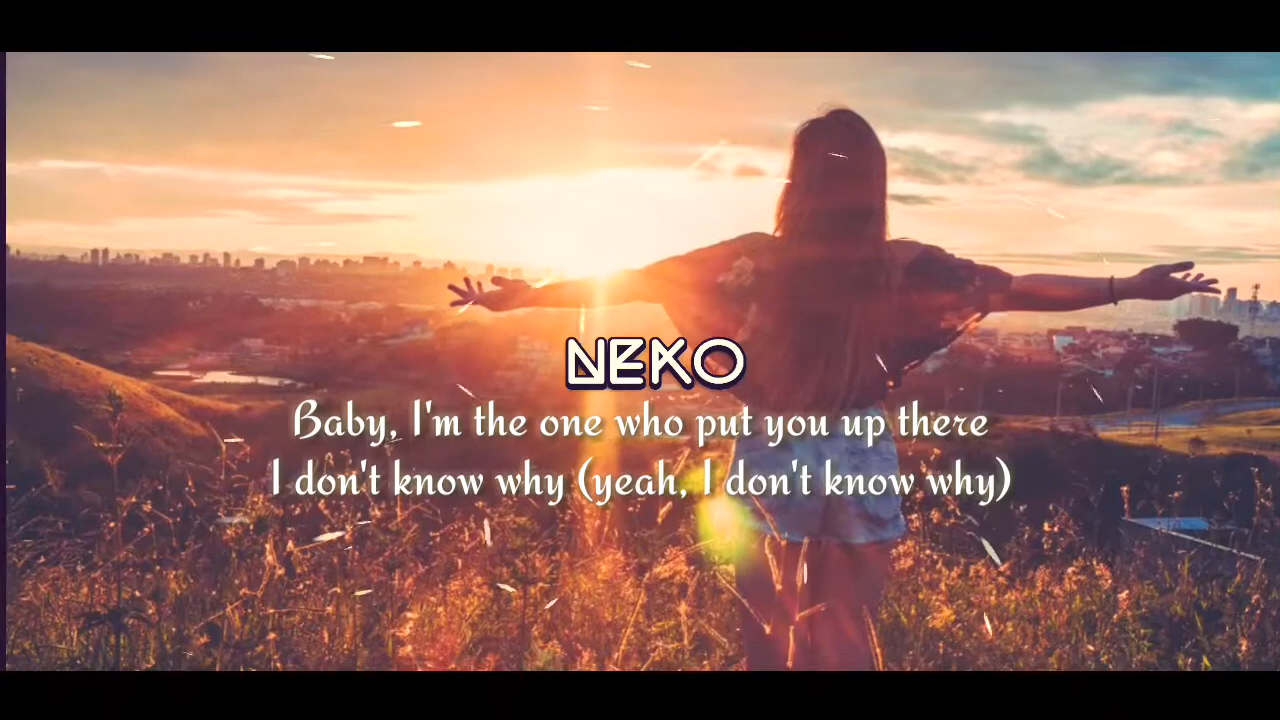 NEKO
Baby, I'm the one who put you up there
I don't know why (yeah, I don't know why)